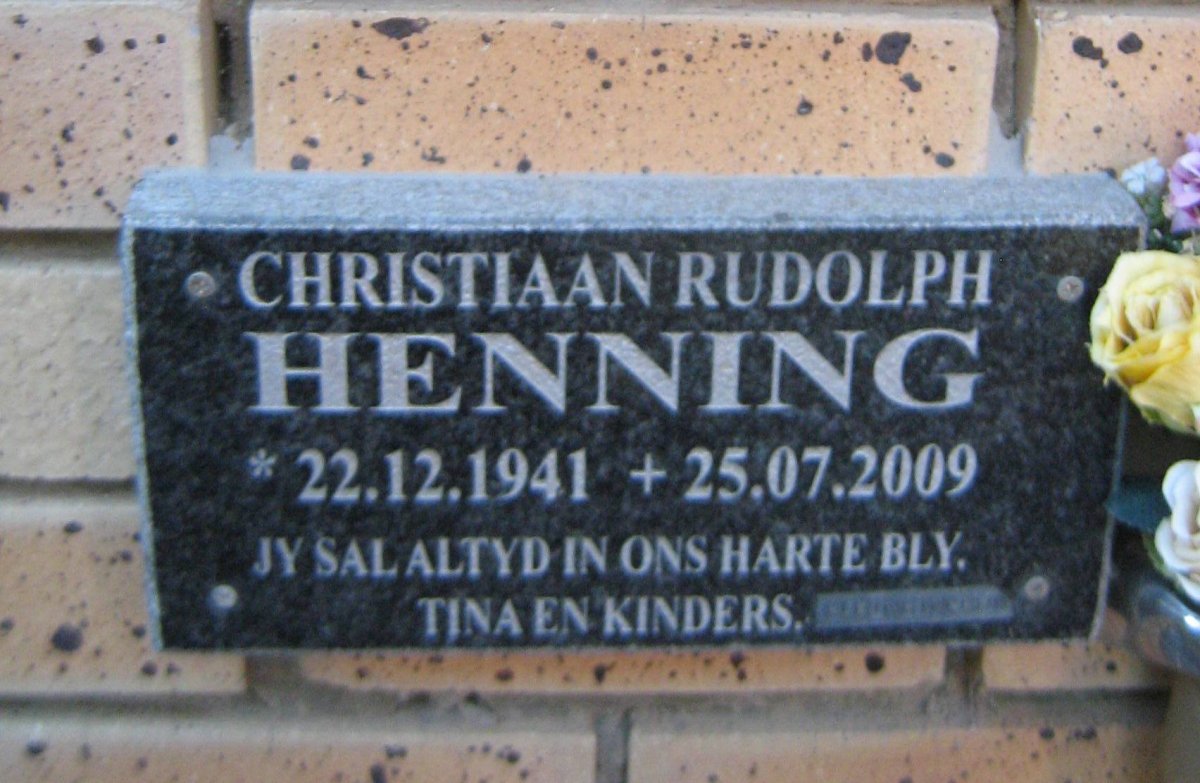 CHRISTIAAN RUDOLPH
HENNING
* 22.12.1941 + 25.07.2009
JY SAL ALTYD IN ONS HARTE BLY.
TINA EN KINDERS.